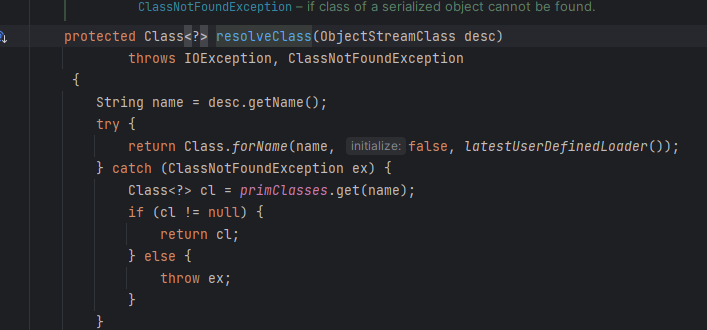 ClassNotFoundException – if class of a serialized object cannot be found.
protected Class<?> resolveClass(ObjectStreamClass desc)
throws IOException, ClassNotFoundException
{
String name = desc.getName();
try {
return Class.forName(name, initialize: false, latestUserDefinedLoader());
} catch (ClassNotFoundException ex) {
Class<?> cl = primClasses.get(name);
if (cl != null) {
return cl;
} else {
throw ex;
}
}